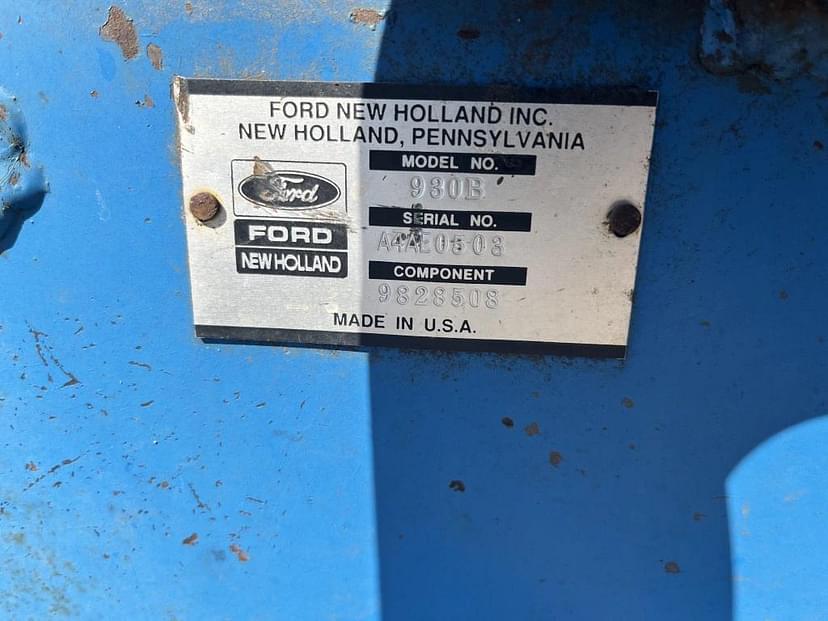 FORD NEW HOLLAND INC.
NEW HOLLAND, PENNSYLVANIA
MODEL NO.
930B
Ford
SERIAL NO.
FORD
A4AE0503
NEW HOLLAND
COMPONENT
9828508
MADE IN U.S.A.